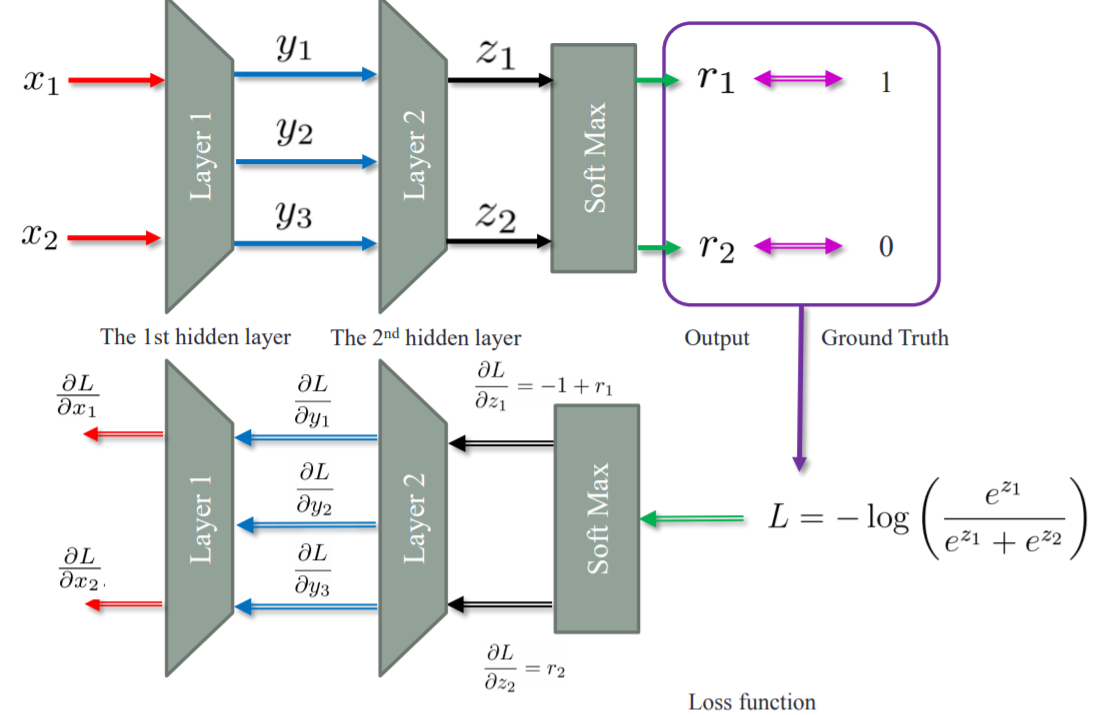 x₁
x₂
Layer 1
y₁
y₂
y₃
Layer 2
z₁
z₂
Soft Max
r₁
1
r₂
0
The 1st hidden layer
The 2nd hidden layer
Output
Ground Truth
∂L/∂x₁
∂L/∂x₂.
Layer 1
∂L/∂y₁
∂L/∂y₂
∂L/∂y₃
Layer 2
∂L/∂z₁ = −1 + r₁
∂L/∂z₂ = r₂
Soft Max
L = − log (e^{z₁} / (e^{z₁} + e^{z₂}))
Loss function